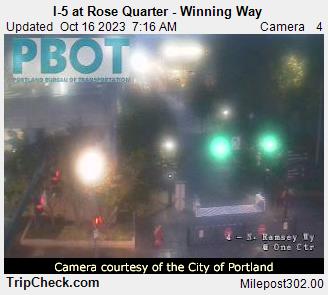 I-5 at Rose Quarter - Winning Way
Updated Oct 16 2023 7:16 AM Camera 4
PBOT
PORTLAND BUREAU OF TRANSPORTATION
4 - N. Ramsey Wy
@ One Ctr
Camera courtesy of the City of Portland
TripCheck.com Milepost302.00